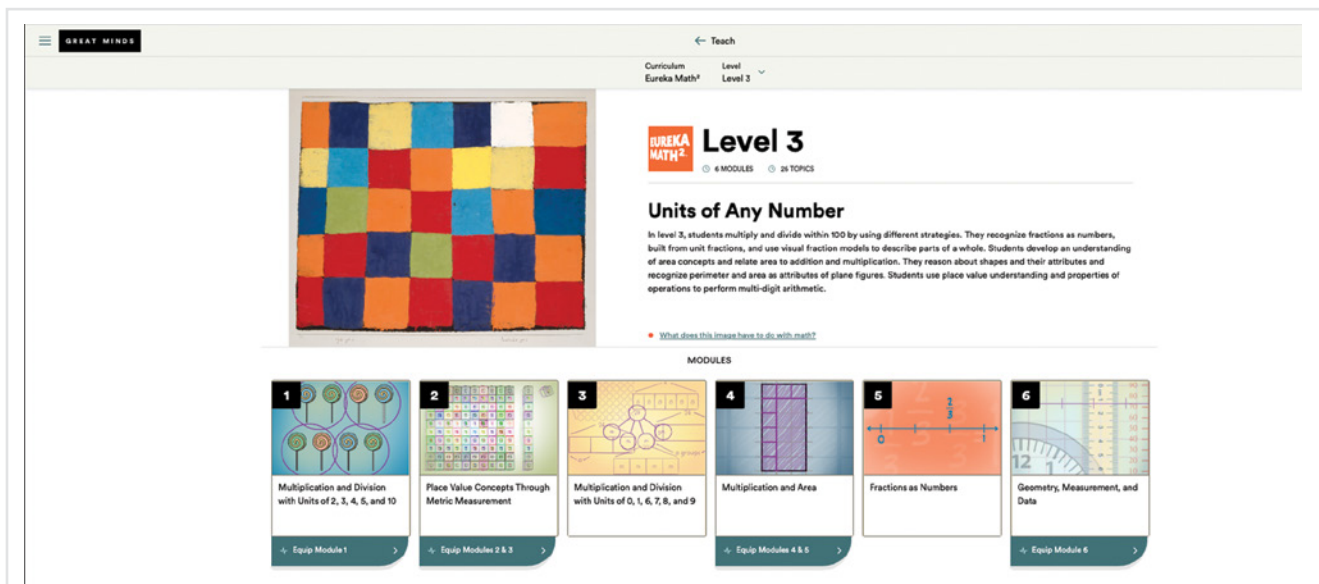 GREAT MINDS
← Teach
Curriculum
Eureka Math²
Level
Level 3
EUREKA
MATH²
Level 3
6 MODULES 26 TOPICS
Units of Any Number
In level 3, students multiply and divide within 100 by using different strategies. They recognize fractions as numbers,
built from unit fractions, and use visual fraction models to describe parts of a whole. Students develop an understanding
of area concepts and relate area to addition and multiplication. They reason about shapes and their attributes and
recognize perimeter and area as attributes of plane figures. Students use place value understanding and properties of
operations to perform multi-digit arithmetic.
What does this image have to do with math?
MODULES
1
Multiplication and Division
with Units of 2, 3, 4, 5, and 10
Equip Module 1
2
Place Value Concepts Through
Metric Measurement
Equip Modules 2 & 3
3
Multiplication and Division
with Units of 0, 1, 6, 7, 8, and 9
4
Multiplication and Area
Equip Modules 4 & 5
5
2
3
0
1
Fractions as Numbers
6
12
1
Geometry, Measurement, and
Data
Equip Module 6